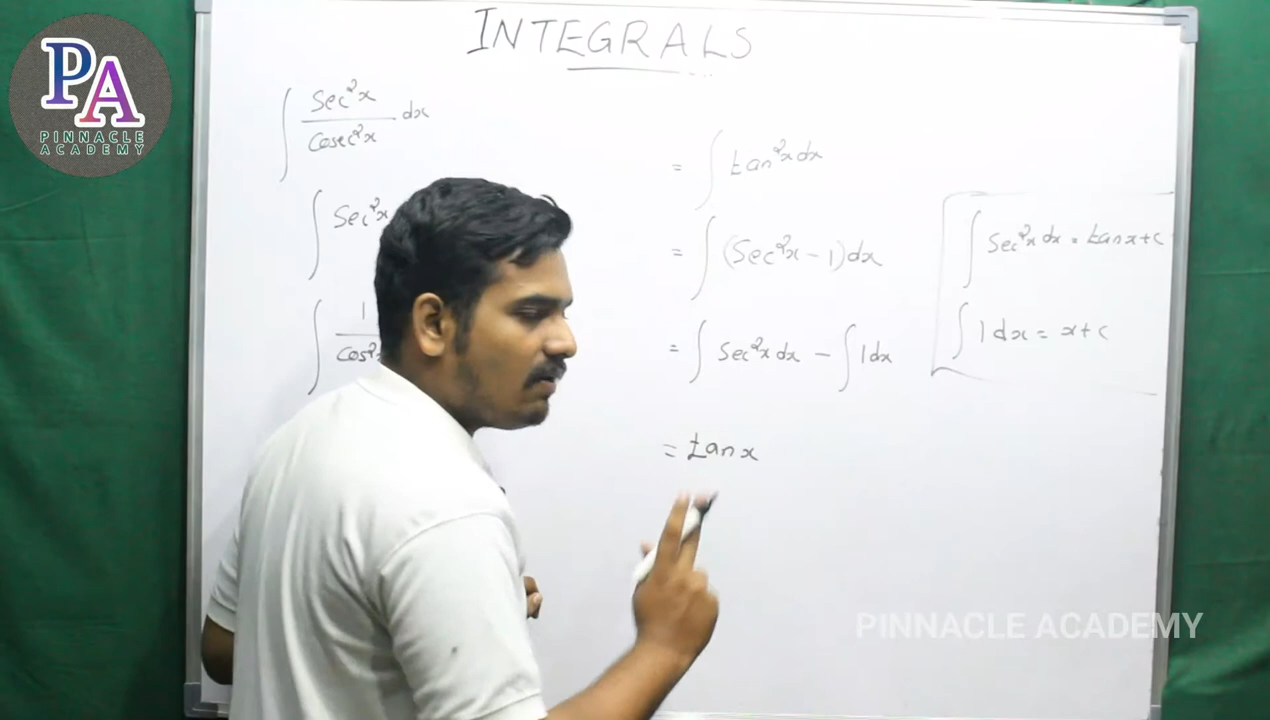 PA
PINNACLE
ACADEMY
INTEGRALS
∫ Sec²x / Cosec²x dx
∫ Sec²x
∫ 1 / Cos²x
= ∫ tan²x dx
= ∫ (Sec²x - 1) dx
= ∫ Sec²x dx - ∫ 1 dx
= tan x
∫ Sec²x dx = tan x + c
∫ 1 dx = x + c
PINNACLE ACADEMY